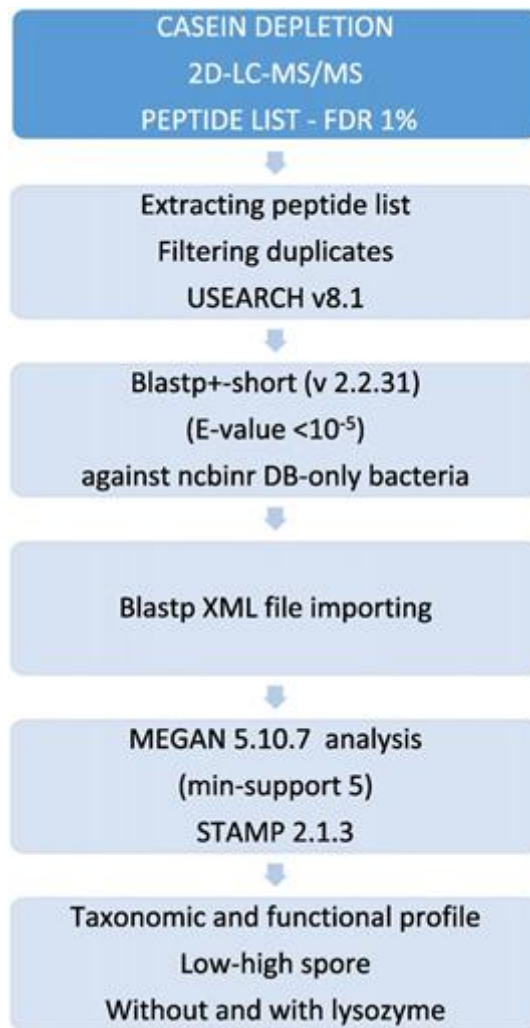 CASEIN DEPLETION
2D-LC-MS/MS
PEPTIDE LIST - FDR 1%
Extracting peptide list
Filtering duplicates
USEARCH v8.1
Blastp+-short (v 2.2.31)
(E-value <10⁻⁵)
against ncbinr DB-only bacteria
Blastp XML file importing
MEGAN 5.10.7 analysis
(min-support 5)
STAMP 2.1.3
Taxonomic and functional profile
Low-high spore
Without and with lysozyme